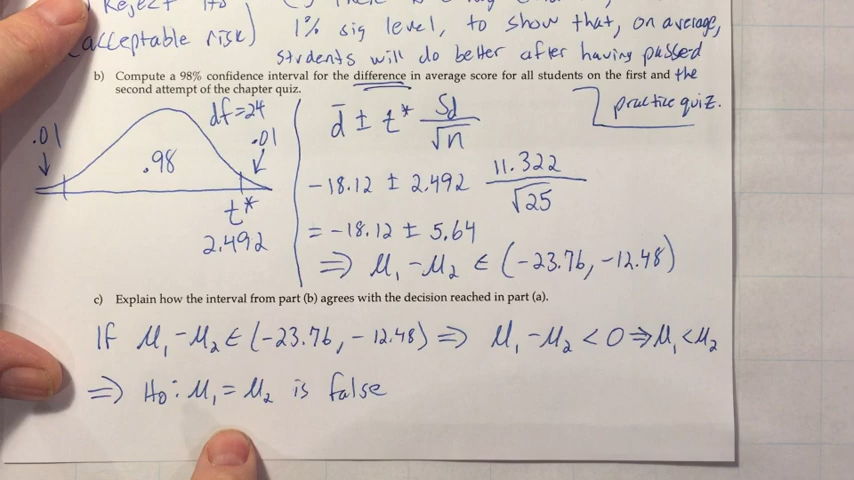 Reject H0
(acceptable risk)
1% sig level, to show that, on average,
students will do better after having passed
the practice quiz.
b) Compute a 98% confidence interval for the difference in average score for all students on the first and
second attempt of the chapter quiz.
df=24
.01 .98 .01
t*
2.492
d̄ ± t* Sd/√n
-18.12 ± 2.492 11.322/√25
= -18.12 ± 5.64
⇒ μ₁-μ₂ ∈ (-23.76, -12.48)
c) Explain how the interval from part (b) agrees with the decision reached in part (a).
If μ₁-μ₂ ∈ (-23.76, -12.48) ⇒ μ₁-μ₂ < 0 ⇒ μ₁<μ₂
⇒ H₀: μ₁ = μ₂ is false